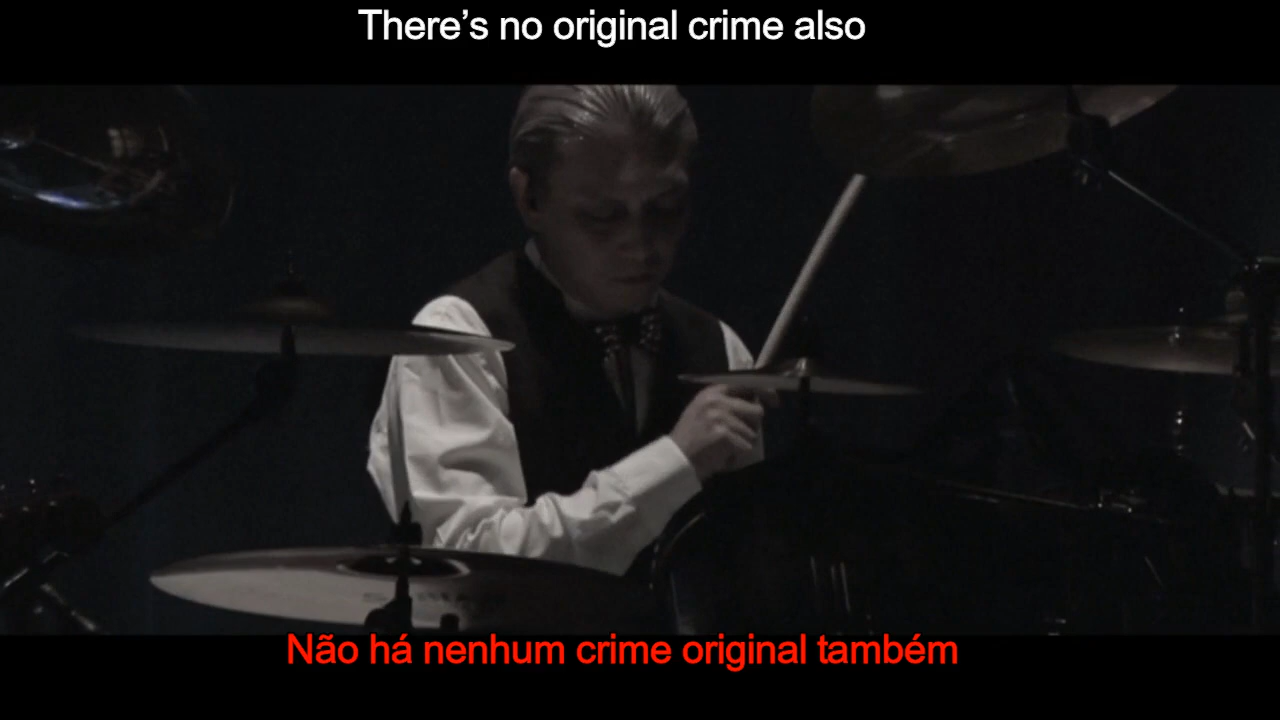 There’s no original crime also
Não há nenhum crime original também